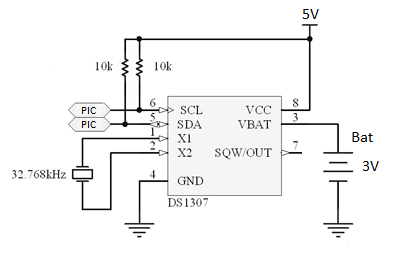 5V
10k 10k
PIC 6 SCL VCC 8
PIC 5 SDA VBAT 3
1 X1
Bat
2 X2 SQW/OUT 7
3V
32.768kHz
4 GND
DS1307